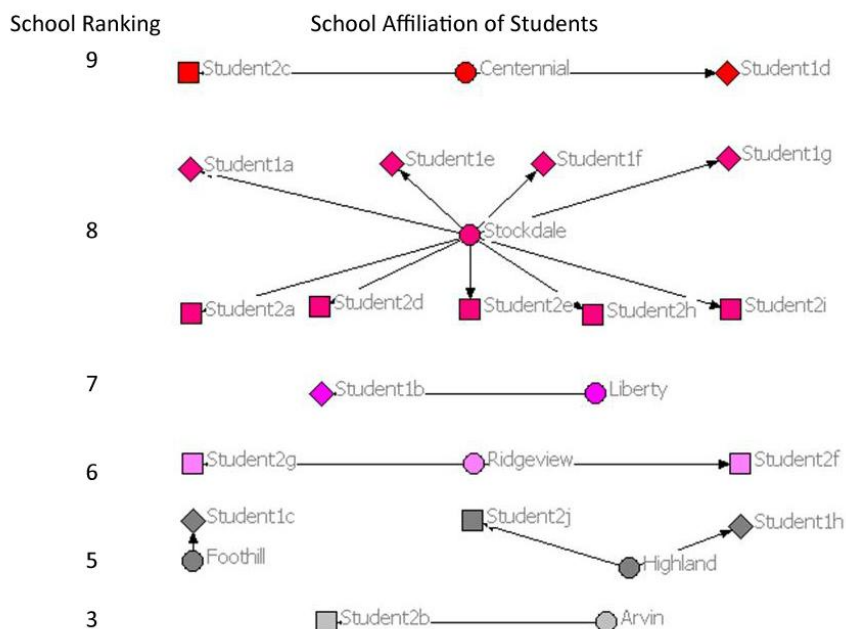 School Ranking School Affiliation of Students
9
Student2c Centennial Student1d
Student1a Student1e Student1f Student1g
8
Stockdale
Student2a Student2d Student2e Student2h Student2i
7
Student1b Liberty
Student2g Ridgeview Student2f
6
Student1c Student2j Student1h
5
Foothill Highland
3
Student2b Arvin